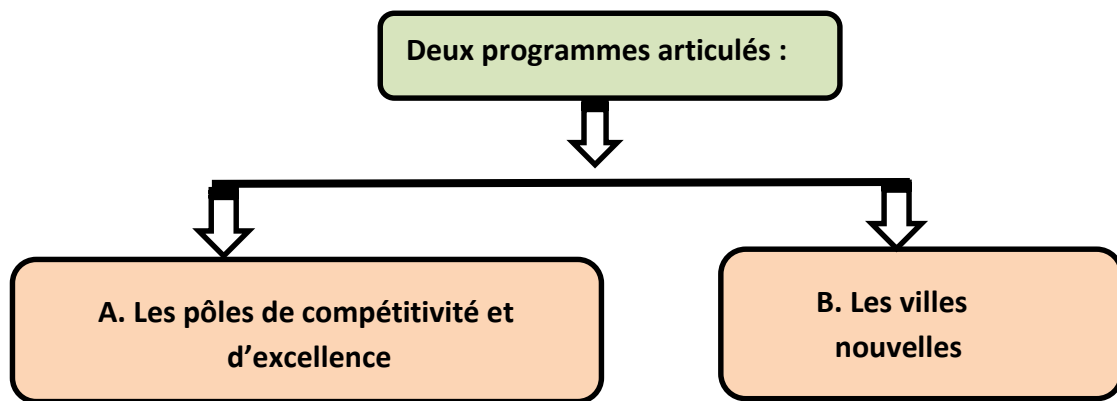 Deux programmes articulés :
A. Les pôles de compétitivité et
d’excellence
B. Les villes
nouvelles